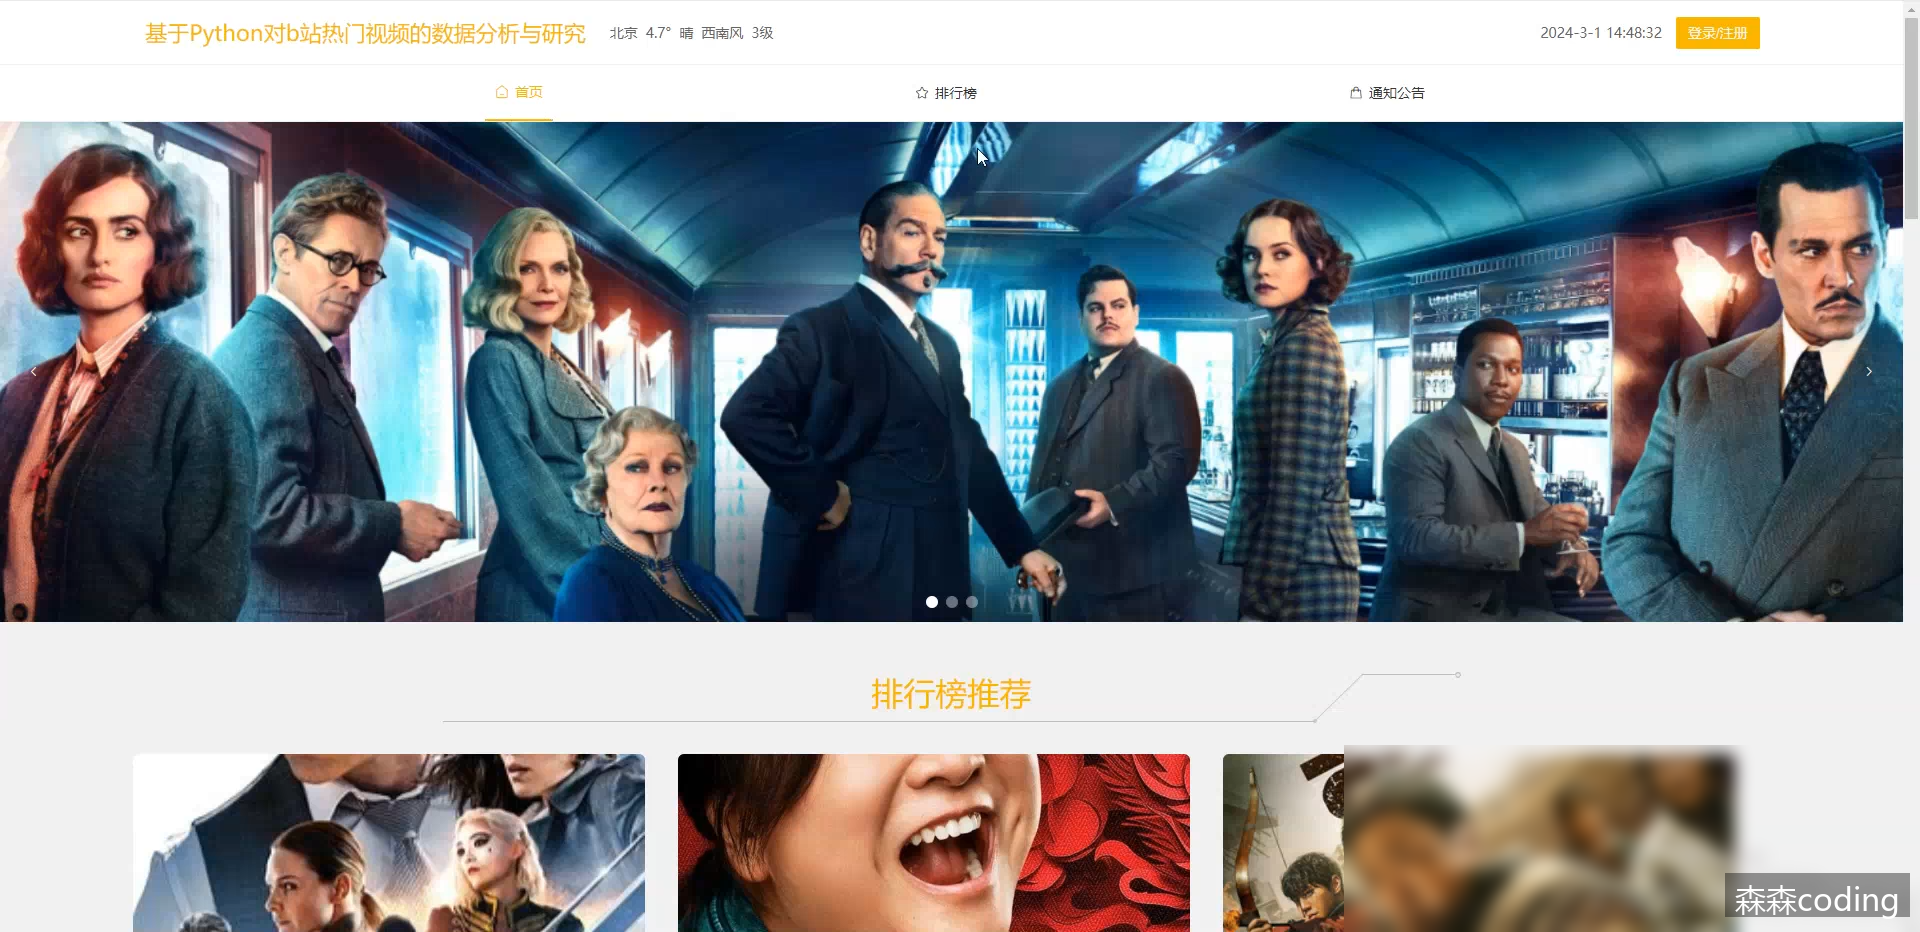 基于Python对b站热门视频的数据分析与研究 北京 4.7° 晴 西南风 3级 2024-3-1 14:48:32 登录/注册
首页 排行榜 通知公告
排行榜推荐
森森coding